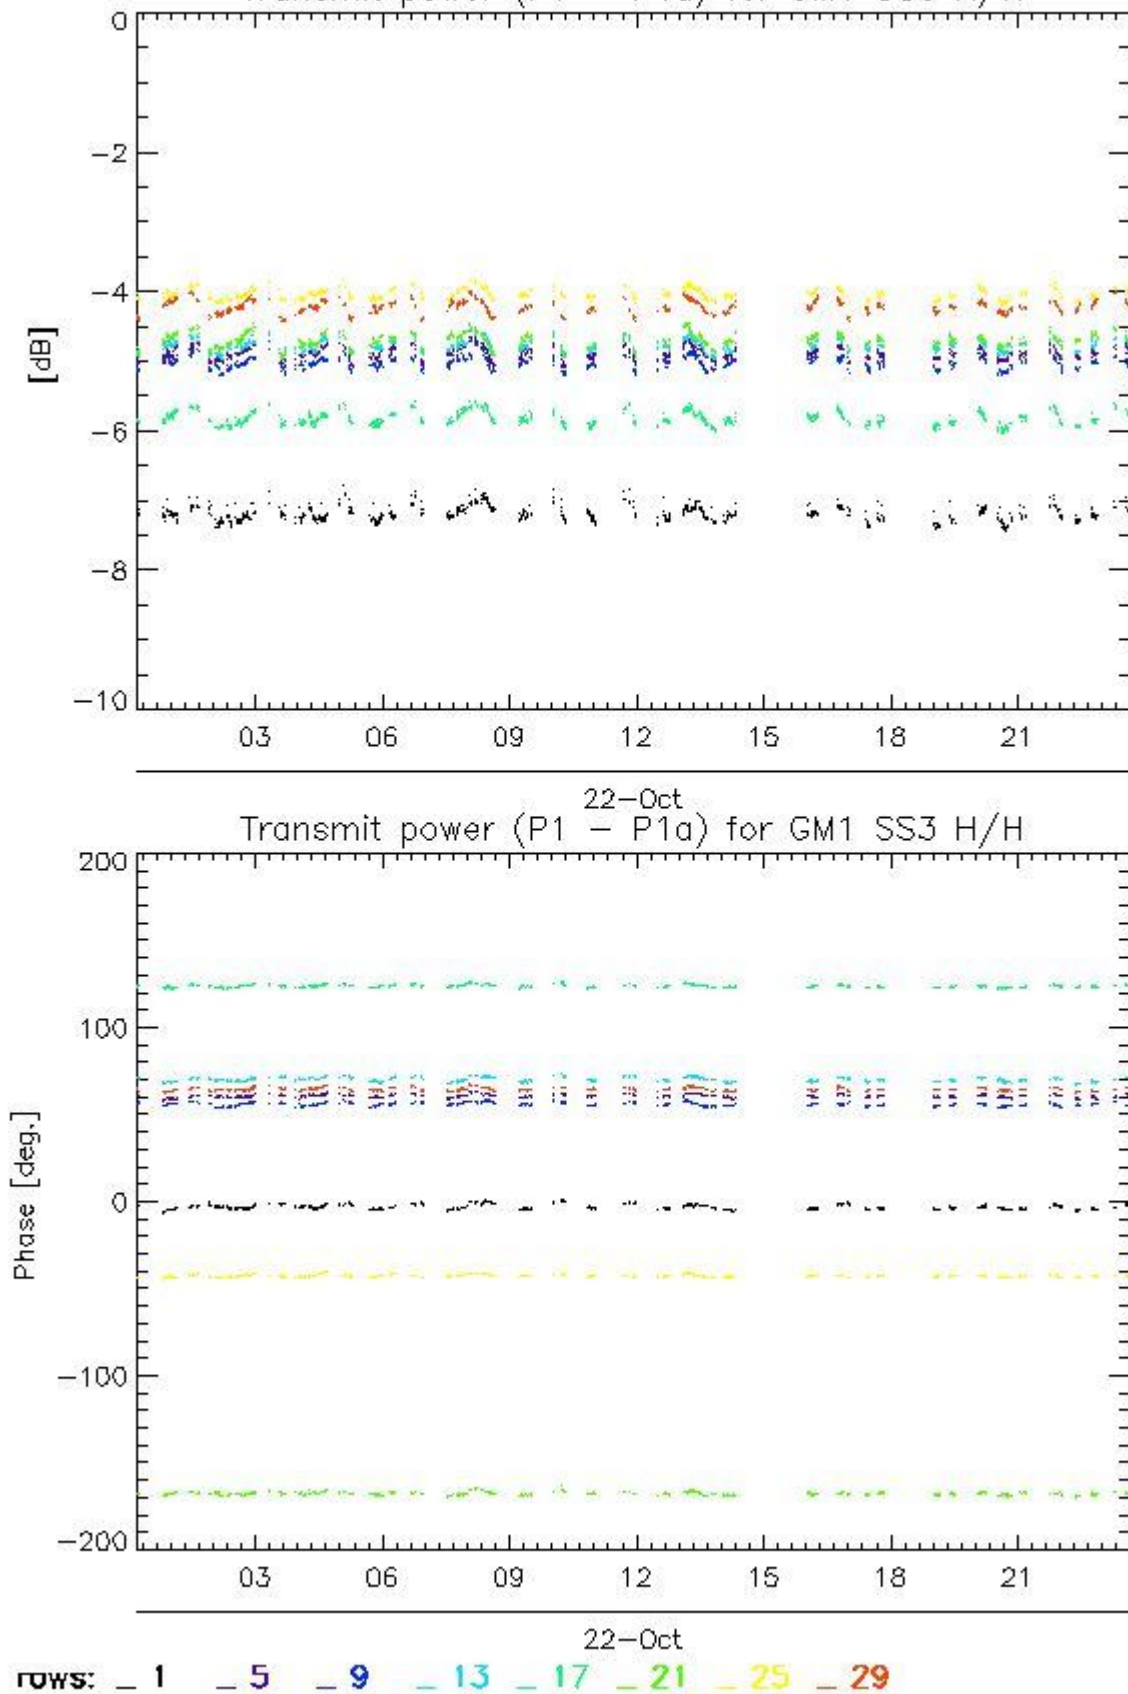 0
−2
−4
[dB]
−6
−8
−10
03 06 09 12 15 18 21
22−Oct
Transmit power (P1 − P1a) for GM1 SS3 H/H
200
100
Phase [deg.]
0
−100
−200
03 06 09 12 15 18 21
22−Oct
rows: _ 1 _ 5 _ 9 _ 13 _ 17 _ 21 _ 25 _ 29